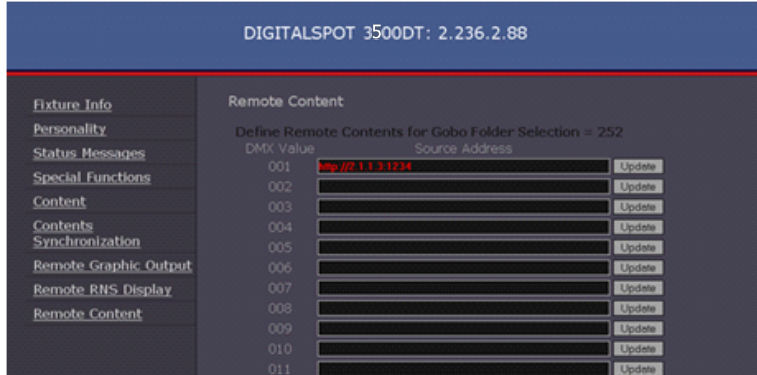 DIGITALSPOT 3500DT: 2.236.2.88
Fixture Info
Personality
Status Messages
Special Functions
Content
Contents
Synchronization
Remote Graphic Output
Remote RNS Display
Remote Content
Remote Content
Define Remote Contents for Gobo Folder Selection = 252
DMX Value Source Address
001 http://2.1.1.3:1234 Update
002 Update
003 Update
004 Update
005 Update
006 Update
007 Update
008 Update
009 Update
010 Update
011 Update